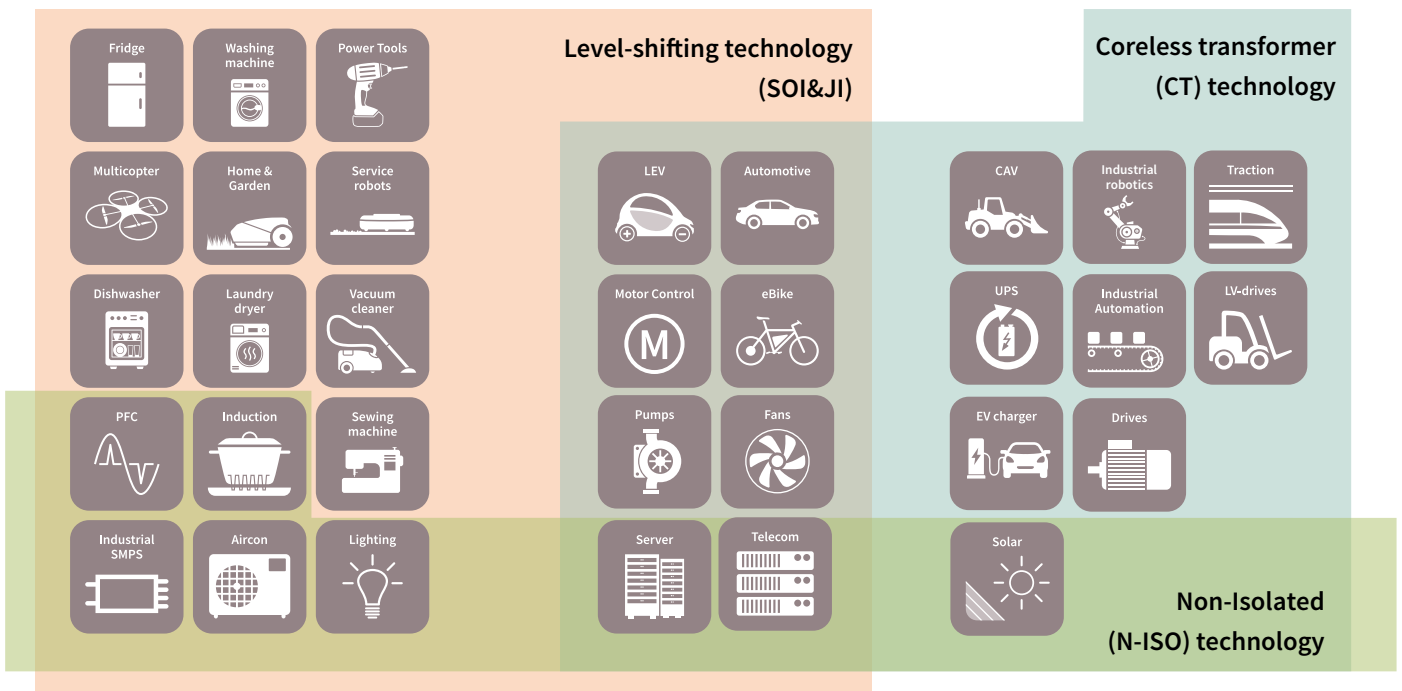 Level-shifting technology
(SOI&JI)
Coreless transformer
(CT) technology
Fridge
Washing
machine
Power Tools
Multicopter
Home &
Garden
Service
robots
LEV
Automotive
CAV
Industrial
robotics
Traction
Dishwasher
Laundry
dryer
Vacuum
cleaner
Motor Control
M
eBike
UPS
Industrial
Automation
LV-drives
PFC
Induction
Sewing
machine
Pumps
Fans
EV charger
Drives
Industrial
SMPS
Aircon
Lighting
Server
Telecom
Solar
Non-Isolated
(N-ISO) technology